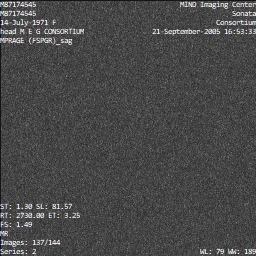 M87174545
M87174545
14-July-1971 F
head M E G CONSORTIUM
MPRAGE (FSPGR)_sag
MIND Imaging Center
Sonata
Consortium
21-September-2005 16:53:33
ST: 1.30 SL: 81.57
RT: 2730.00 ET: 3.25
FS: 1.49
MR
Images: 137/144
Series: 2
WL: 79 WW: 189